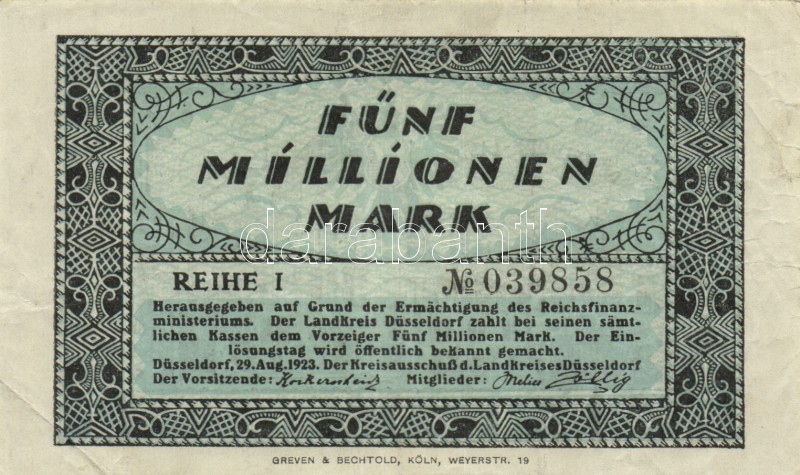 FÜNF
MILLIONEN
MARK
darabanth
REIHE I № 039858
Herausgegeben auf Grund der Ermächtigung des Reichsfinanz-
ministeriums. Der LandKreis Düsseldorf zahlt bei seinen sämt-
lichen Kassen dem Vorzeiger Fünf Millionen Mark. Der Ein-
lösungstag wird öffentlich bekannt gemacht.
Düsseldorf, 29. Aug. 1923. Der Kreisausschuß d. LandKreises Düsseldorf
Der Vorsitzende: Mitglieder:
GREVEN & BECHTOLD, KÖLN, WEYERSTR. 19